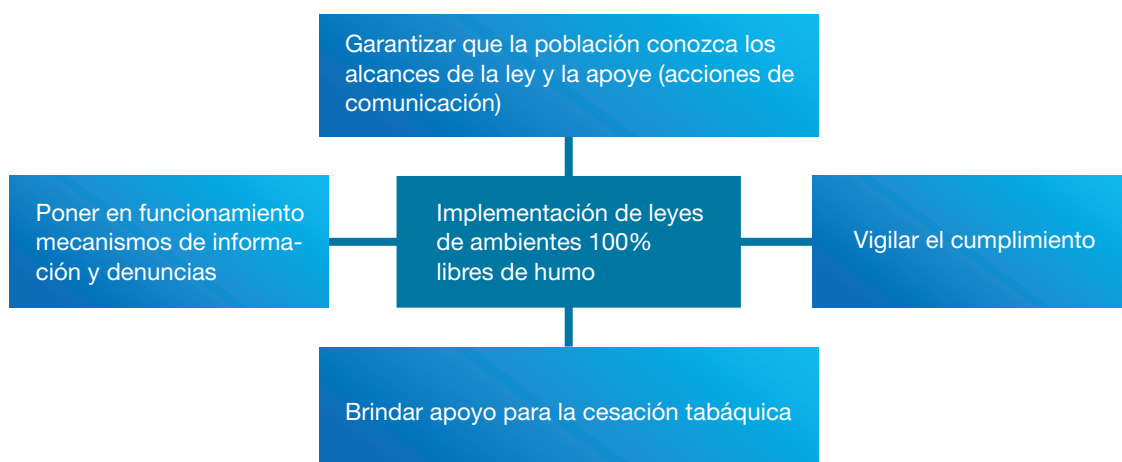 Garantizar que la población conozca los
alcances de la ley y la apoye (acciones de
comunicación)
Poner en funcionamiento
mecanismos de informa-
ción y denuncias
Implementación de leyes
de ambientes 100%
libres de humo
Vigilar el cumplimiento
Brindar apoyo para la cesación tabáquica